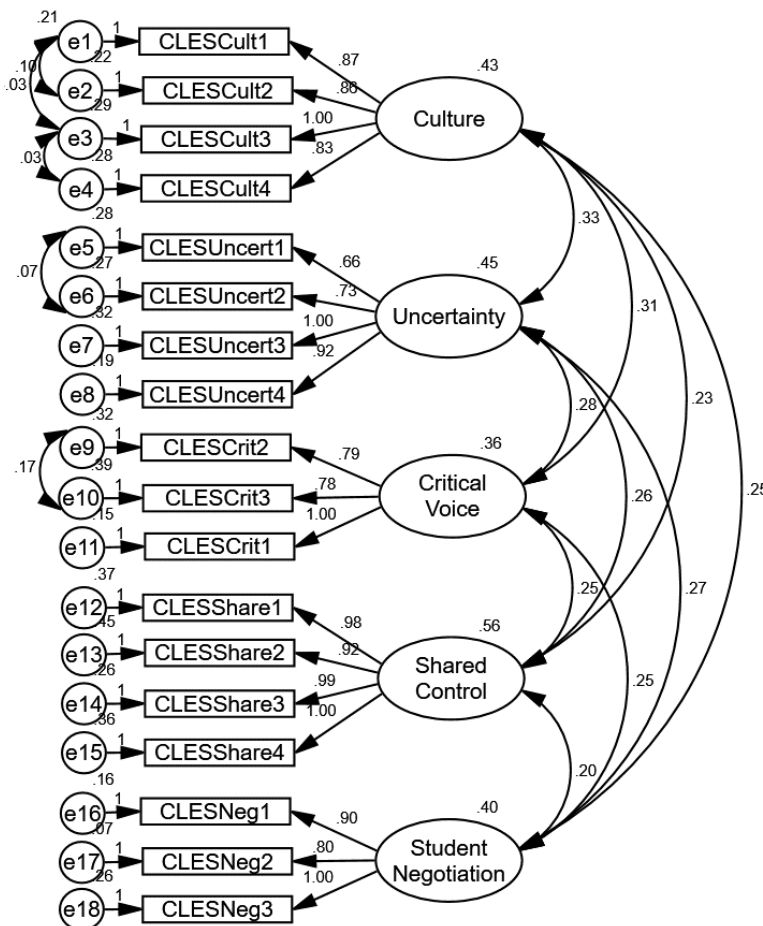 .21
e1
1
CLESCult1
.87
.43
.22
.10
.03
e2
1
CLESCult2
.86
Culture
.29
e3
1
CLESCult3
1.00
.28
.03
e4
1
CLESCult4
.83
.28
.33
e5
1
CLESUncert1
.66
.45
.27
.07
e6
1
CLESUncert2
.73
Uncertainty
.31
.32
e7
1
CLESUncert3
1.00
.19
e8
1
CLESUncert4
.92
.32
.28
.23
e9
1
CLESCrit2
.79
.36
.39
.17
e10
1
CLESCrit3
.78
Critical
Voice
.26
.25
.15
e11
1
CLESCrit1
1.00
.37
.25
.27
e12
1
CLESShare1
.98
.56
.45
e13
1
CLESShare2
.92
Shared
Control
.25
.26
e14
1
CLESShare3
.99
.36
e15
1
CLESShare4
1.00
.16
.20
e16
1
CLESNeg1
.90
.40
.07
e17
1
CLESNeg2
.80
Student
Negotiation
.26
e18
1
CLESNeg3
1.00